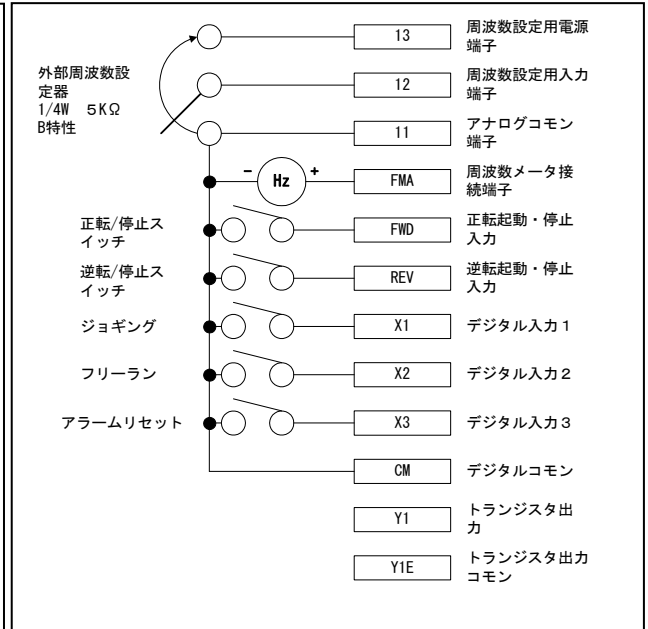 13
周波数設定用電源
端子
外部周波数設
定器
1/4W 5KΩ
B特性
12
周波数設定用入力
端子
11
アナログコモン
端子
− Hz +
FMA
周波数メータ接
続端子
正転/停止ス
イッチ
FWD
正転起動・停止
入力
逆転/停止ス
イッチ
REV
逆転起動・停止
入力
ジョギング
X1
デジタル入力1
フリーラン
X2
デジタル入力2
アラームリセット
X3
デジタル入力3
CM
デジタルコモン
Y1
トランジスタ出
力
Y1E
トランジスタ出力
コモン